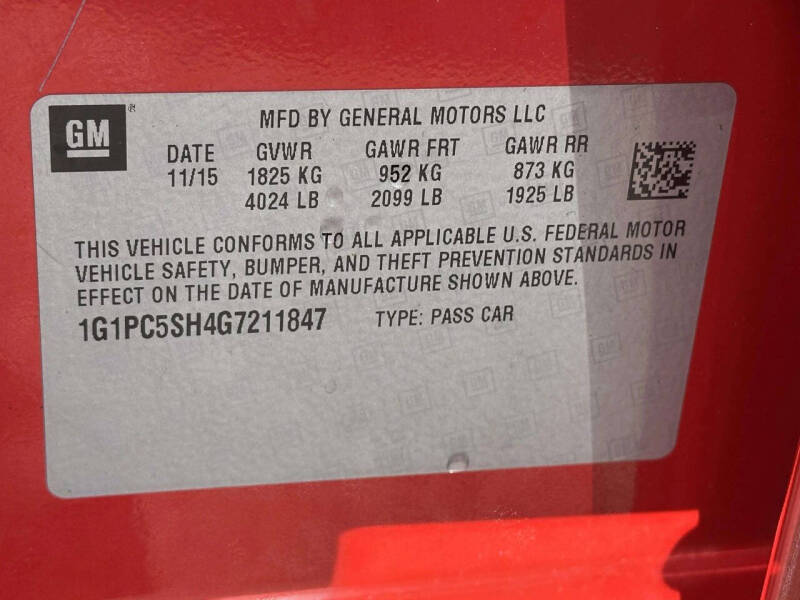 GM
MFD BY GENERAL MOTORS LLC
DATE GVWR GAWR FRT GAWR RR
11/15 1825 KG 952 KG 873 KG
4024 LB 2099 LB 1925 LB
THIS VEHICLE CONFORMS TO ALL APPLICABLE U.S. FEDERAL MOTOR
VEHICLE SAFETY, BUMPER, AND THEFT PREVENTION STANDARDS IN
EFFECT ON THE DATE OF MANUFACTURE SHOWN ABOVE.
1G1PC5SH4G7211847 TYPE: PASS CAR